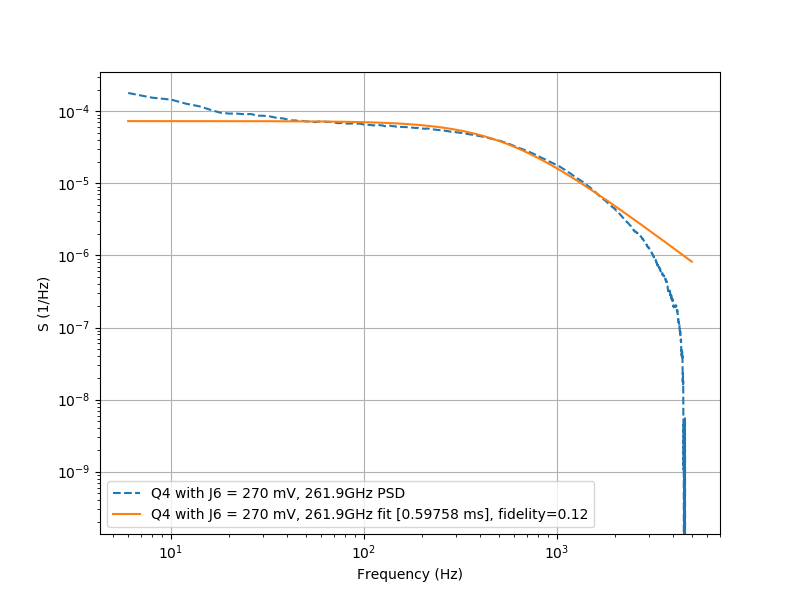 10⁻⁴
10⁻⁵
10⁻⁶
10⁻⁷
10⁻⁸
10⁻⁹
S (1/Hz)
Q4 with J6 = 270 mV, 261.9GHz PSD
Q4 with J6 = 270 mV, 261.9GHz fit [0.59758 ms], fidelity=0.12
10¹ 10² 10³
Frequency (Hz)